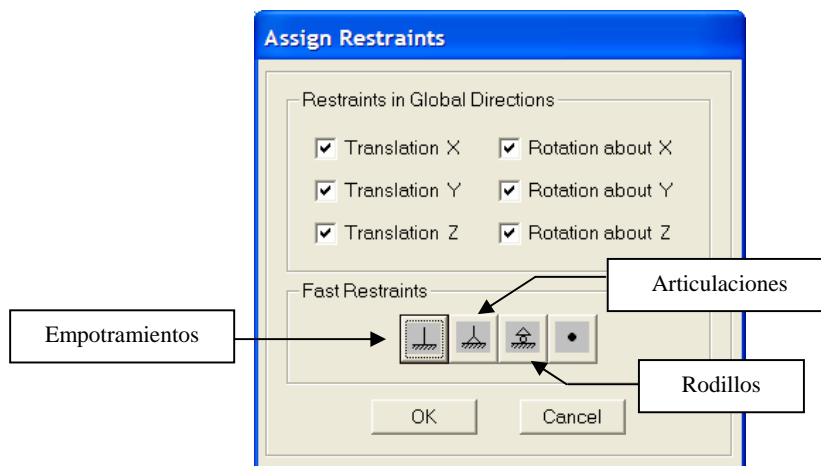 Assign Restraints
Restraints in Global Directions
Translation X Rotation about X
Translation Y Rotation about Y
Translation Z Rotation about Z
Articulaciones
Fast Restraints
Empotramientos
Rodillos
OK Cancel